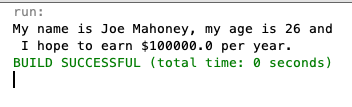 run:
My name is Joe Mahoney, my age is 26 and
 I hope to earn $100000.0 per year.
BUILD SUCCESSFUL (total time: 0 seconds)